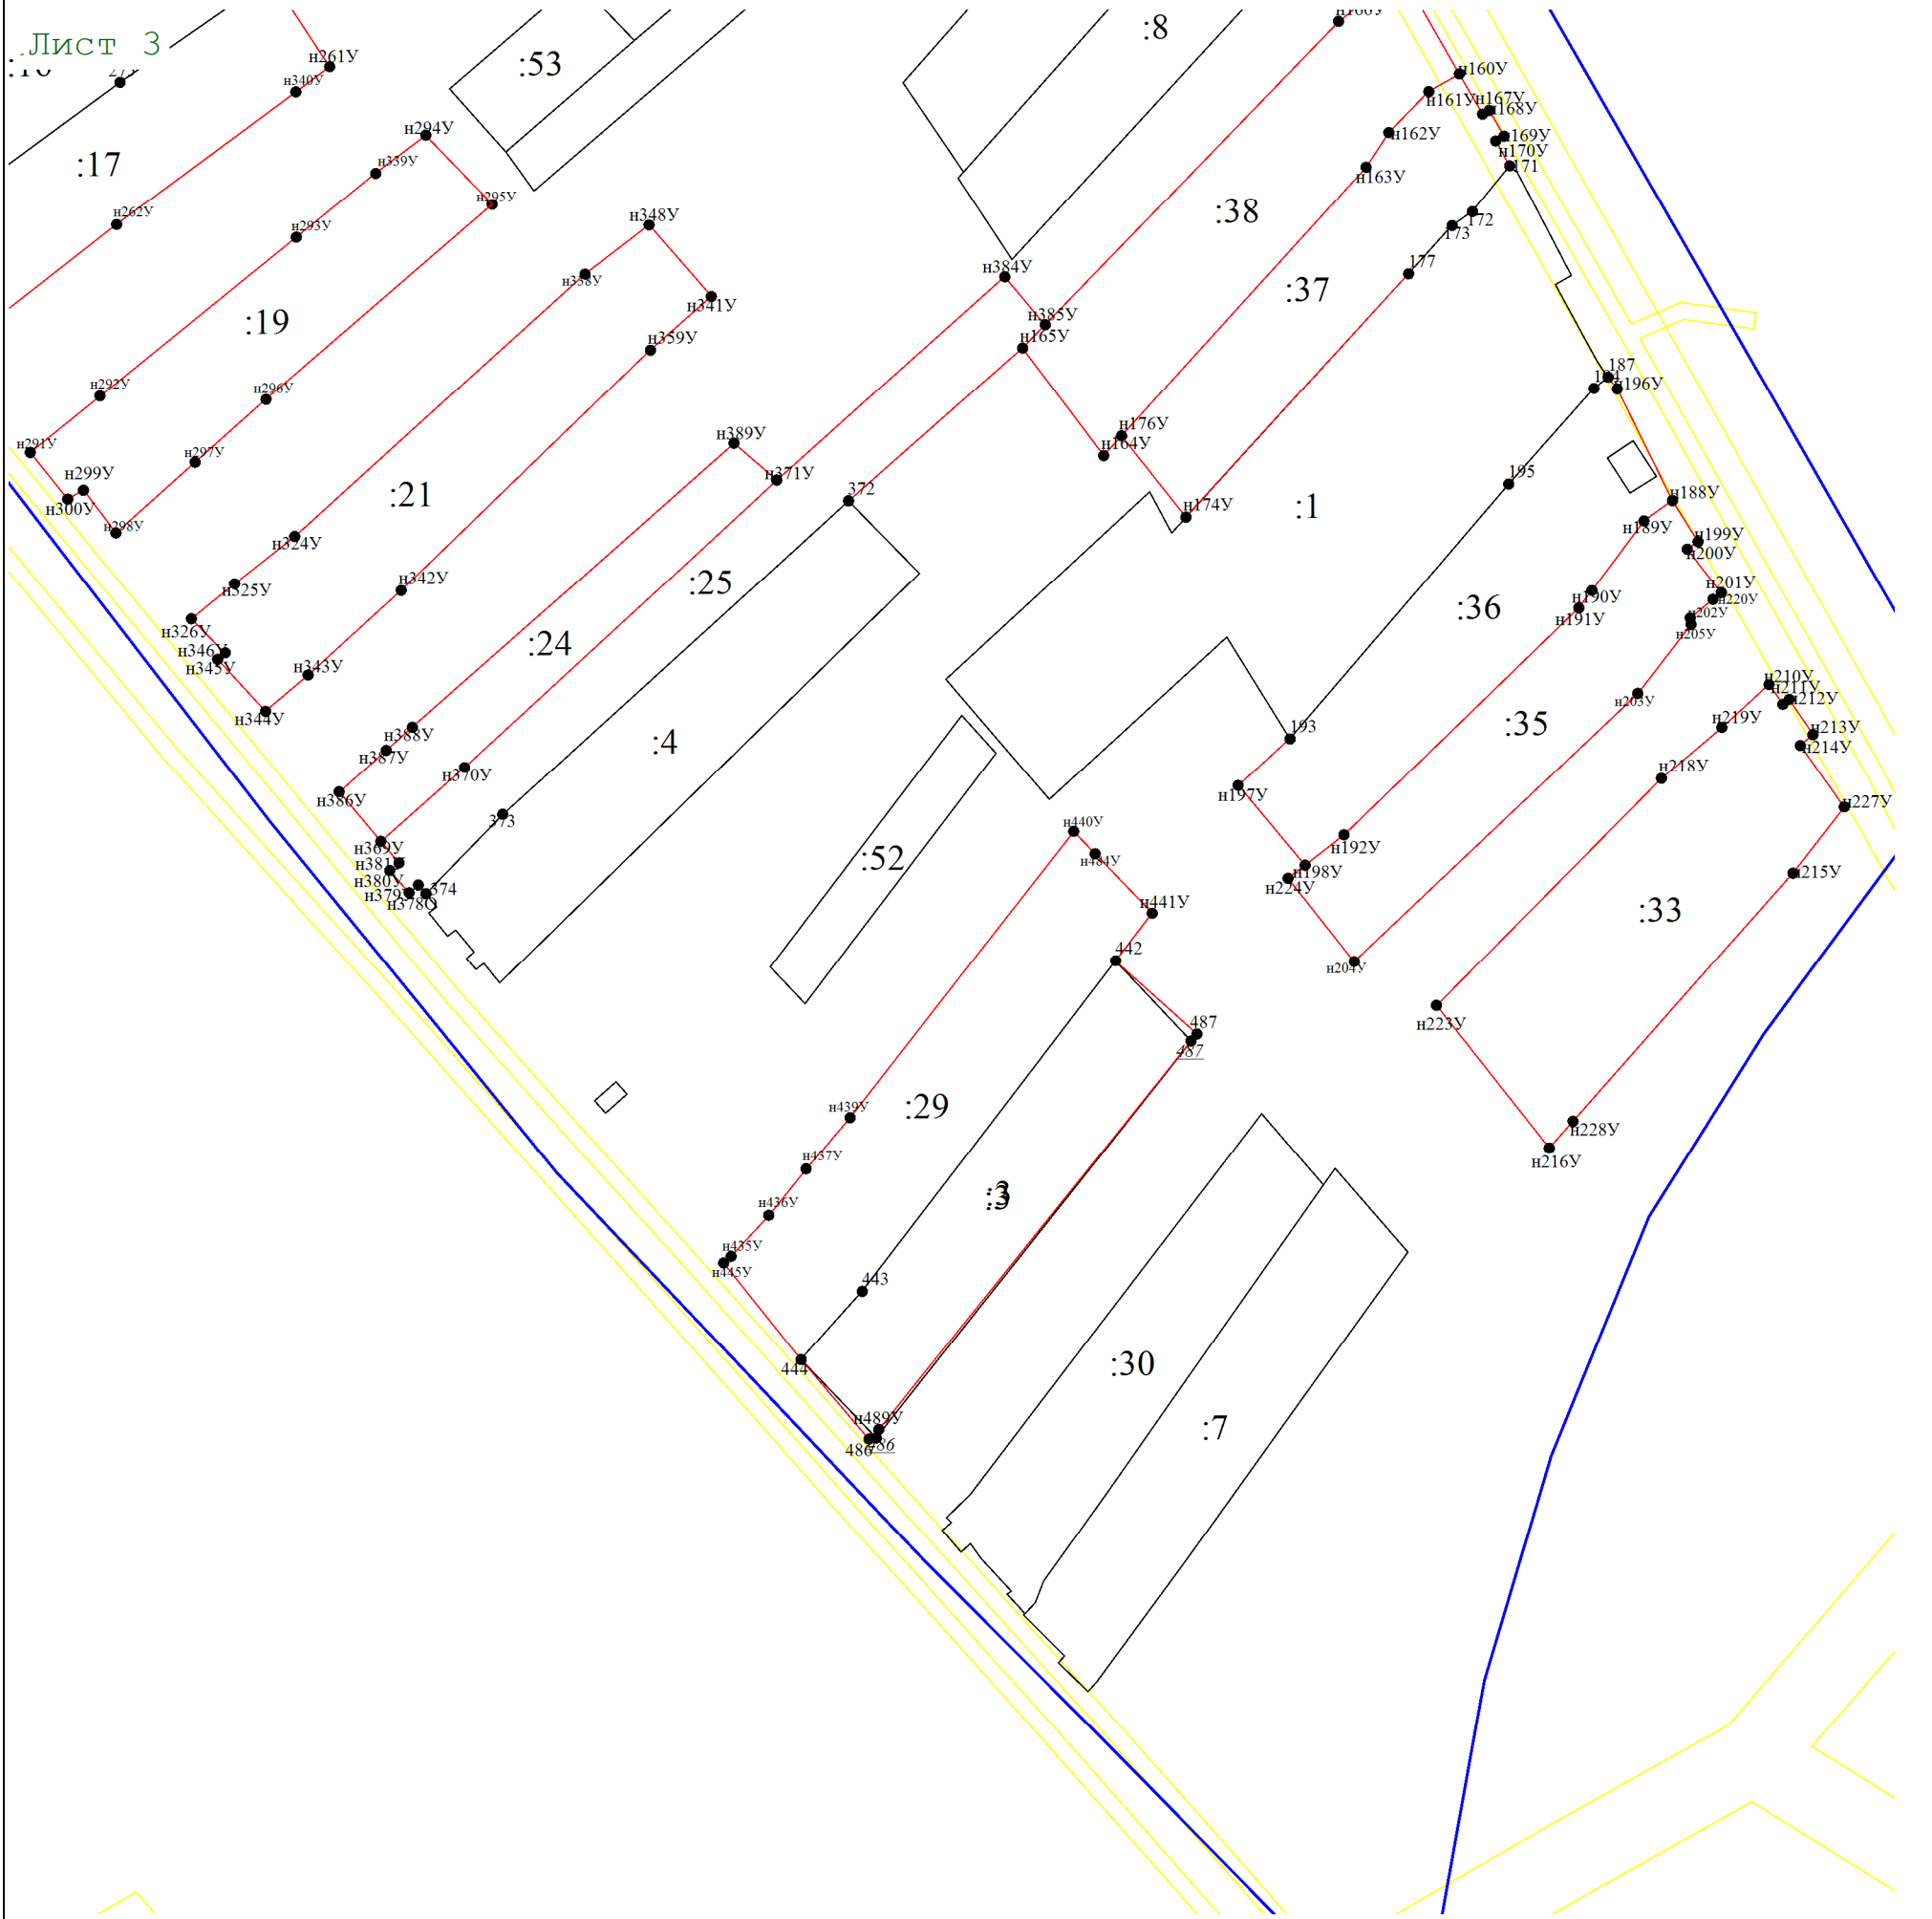 Лист 3
:8
:53
н261У
н340У
н160У
н161У
н167У
н168У
н294У
н162У
н169У
н170У
:17
н339У
н163У
171
н295У
:38
н262У
н348У
172
н293У
173
н384У
177
н338У
:37
н341У
н385У
:19
н359У
н165У
187
н292У
н296У
н196У
н176У
н291У
н389У
н164У
н297У
н299У
н371У
195
:21
372
н188У
н300У
н174У
:1
н298У
н189У
н199У
н324У
н200У
н325У
н342У
:25
н201У
н190У
н220У
:36
н191У
н202У
н326У
н205У
:24
н346У
н345У
н343У
н210У
н211У
н203У
н212У
н344У
:35
н219У
н388У
:4
193
н213У
н387У
н214У
н370У
н218У
н386У
н197У
н227У
373
н440У
н369У
н192У
:52
н484У
н381У
н198У
н215У
н380У
н224У
374
:33
н441У
442
н204У
487
н223У
487
:29
н439У
н228У
н437У
н216У
:3
н436У
н435У
н445У
443
:30
444
н489У
:7
486
486